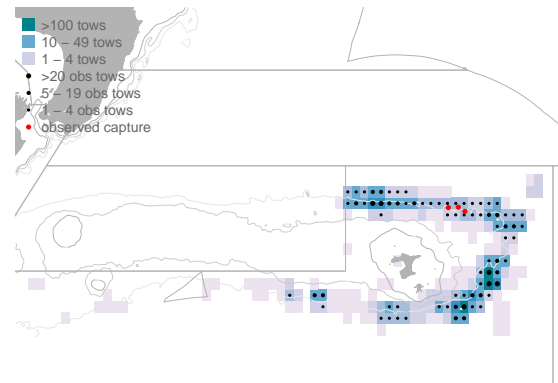 >100 tows
10 − 49 tows
1 − 4 tows
>20 obs tows
5 − 19 obs tows
1 − 4 obs tows
observed capture